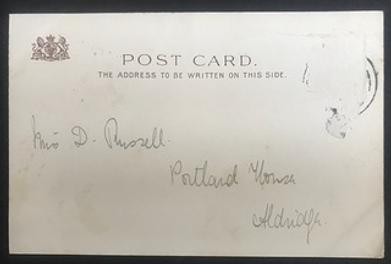 POST CARD.
THE ADDRESS TO BE WRITTEN ON THIS SIDE.
Miss D. Russell.
Portland House
Aldridge.